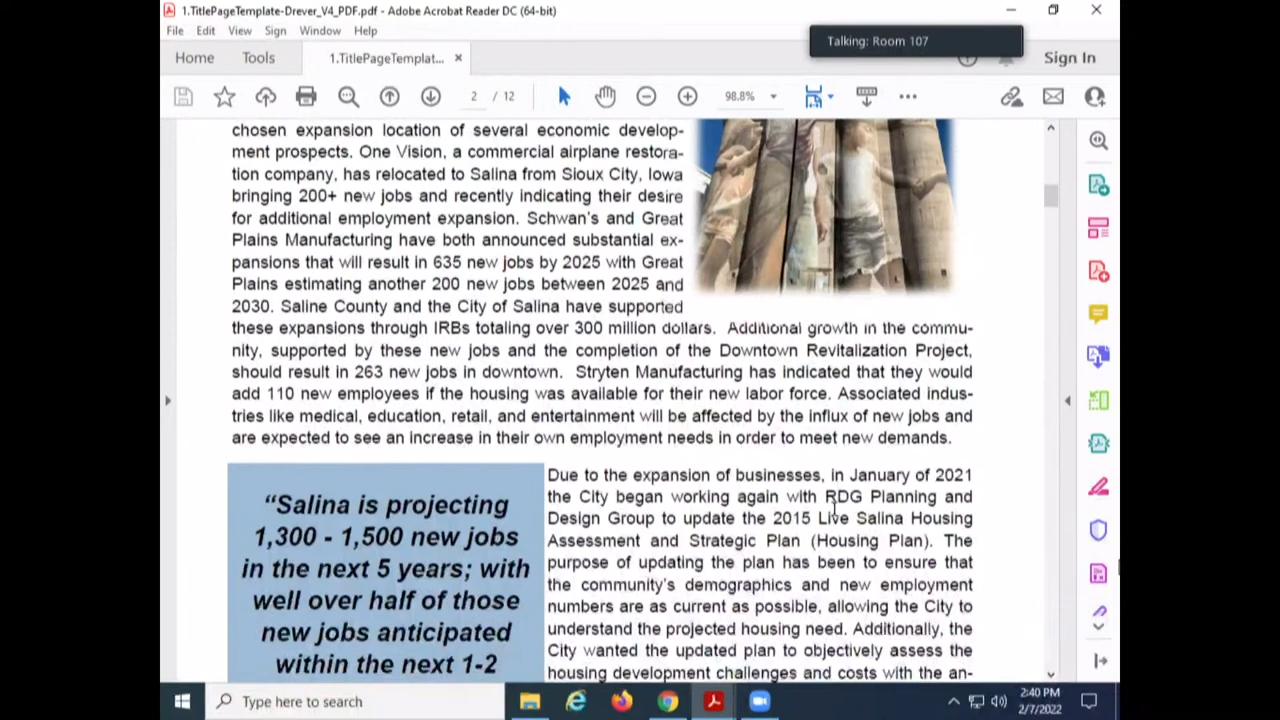 1.TitlePageTemplate-Drever_V4_PDF.pdf - Adobe Acrobat Reader DC (64-bit)
File Edit View Sign Window Help
Talking: Room 107
Home Tools 1.TitlePageTemplat... Sign In
2 / 12 98.8%
chosen expansion location of several economic develop-
ment prospects. One Vision, a commercial airplane restora-
tion company, has relocated to Salina from Sioux City, Iowa
bringing 200+ new jobs and recently indicating their desire
for additional employment expansion. Schwan's and Great
Plains Manufacturing have both announced substantial ex-
pansions that will result in 635 new jobs by 2025 with Great
Plains estimating another 200 new jobs between 2025 and
2030. Saline County and the City of Salina have supported
these expansions through IRBs totaling over 300 million dollars. Additional growth in the commu-
nity, supported by these new jobs and the completion of the Downtown Revitalization Project,
should result in 263 new jobs in downtown. Stryten Manufacturing has indicated that they would
add 110 new employees if the housing was available for their new labor force. Associated indus-
tries like medical, education, retail, and entertainment will be affected by the influx of new jobs and
are expected to see an increase in their own employment needs in order to meet new demands.
“Salina is projecting
1,300 - 1,500 new jobs
in the next 5 years; with
well over half of those
new jobs anticipated
within the next 1-2
Due to the expansion of businesses, in January of 2021
the City began working again with RDG Planning and
Design Group to update the 2015 Live Salina Housing
Assessment and Strategic Plan (Housing Plan). The
purpose of updating the plan has been to ensure that
the community's demographics and new employment
numbers are as current as possible, allowing the City to
understand the projected housing need. Additionally, the
City wanted the updated plan to objectively assess the
housing development challenges and costs with the an-
Type here to search
2:40 PM
2/7/2022